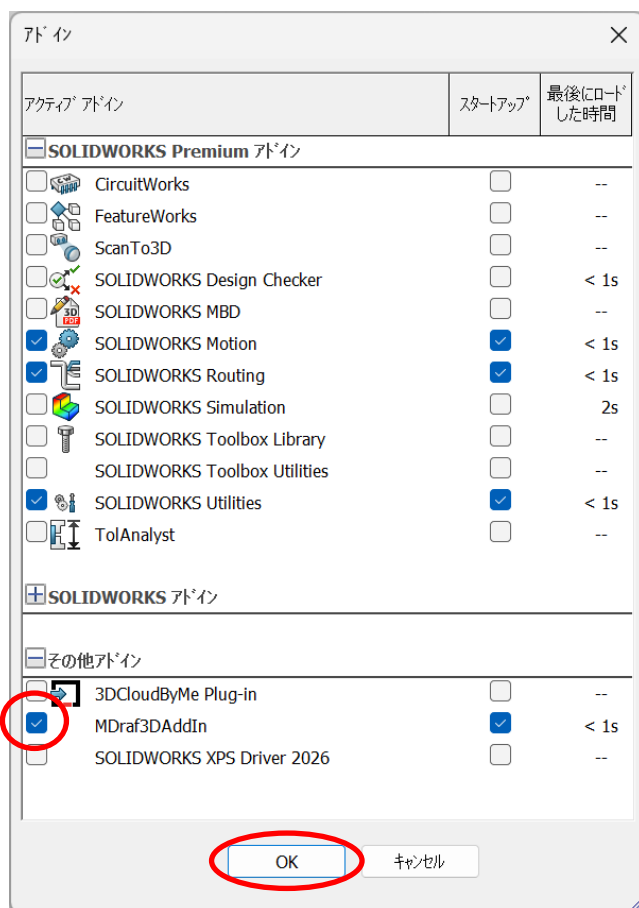 ｱﾄﾞｲﾝ
ｱｸﾃｨﾌﾞ ｱﾄﾞｲﾝ
ｽﾀｰﾄｱｯﾌﾟ
最後にﾛｰﾄﾞ
した時間
SOLIDWORKS Premium ｱﾄﾞｲﾝ
CircuitWorks --
FeatureWorks --
ScanTo3D --
SOLIDWORKS Design Checker < 1s
3D PDF SOLIDWORKS MBD --
SOLIDWORKS Motion < 1s
SOLIDWORKS Routing < 1s
SOLIDWORKS Simulation 2s
SOLIDWORKS Toolbox Library --
SOLIDWORKS Toolbox Utilities --
SOLIDWORKS Utilities < 1s
TolAnalyst --
SOLIDWORKS ｱﾄﾞｲﾝ
その他ｱﾄﾞｲﾝ
3DCloudByMe Plug-in --
MDraf3DAddIn < 1s
SOLIDWORKS XPS Driver 2026 --
OK ｷｬﾝｾﾙ